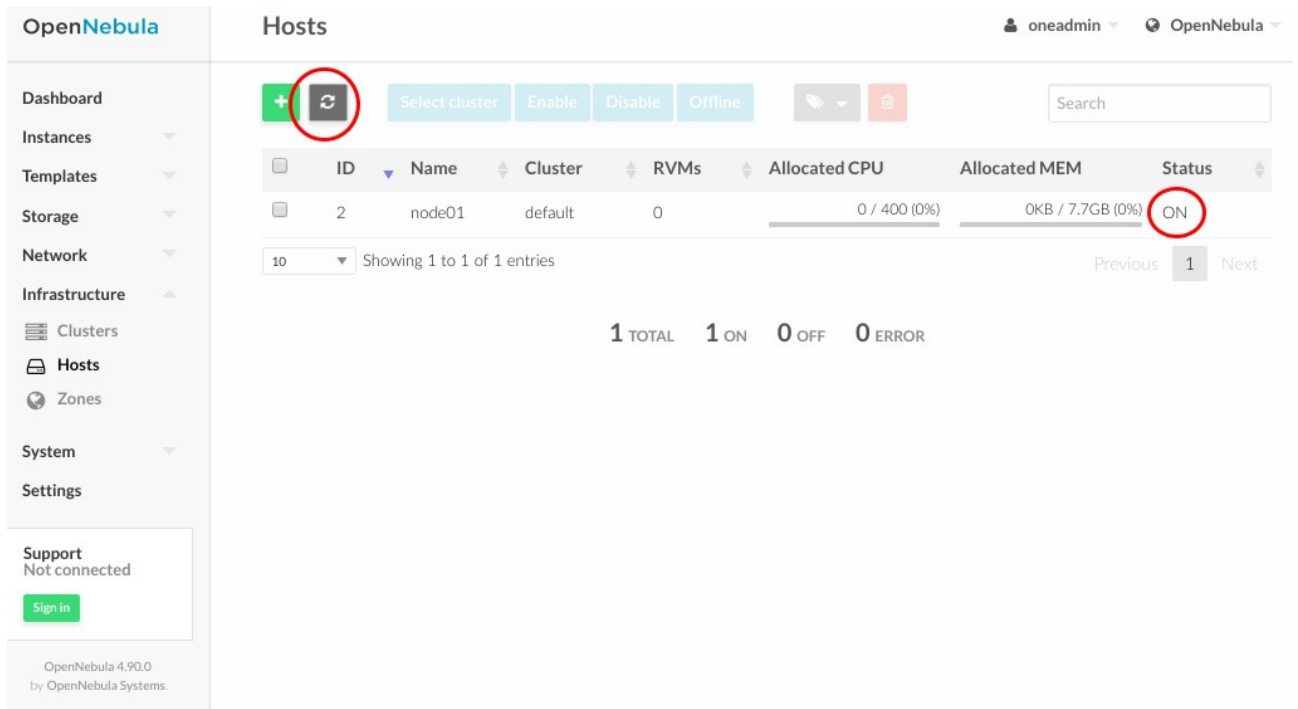 OpenNebula
Hosts
oneadmin
OpenNebula
Dashboard
Instances
Templates
Storage
Network
Infrastructure
Clusters
Hosts
Zones
System
Settings
Support
Not connected
Sign in
OpenNebula 4.90.0
by OpenNebula Systems.
+
Select cluster Enable Disable Offline
Search
ID Name Cluster RVMs Allocated CPU Allocated MEM Status
2 node01 default 0 0 / 400 (0%) 0KB / 7.7GB (0%) ON
10 Showing 1 to 1 of 1 entries
Previous 1 Next
1 TOTAL 1 ON 0 OFF 0 ERROR